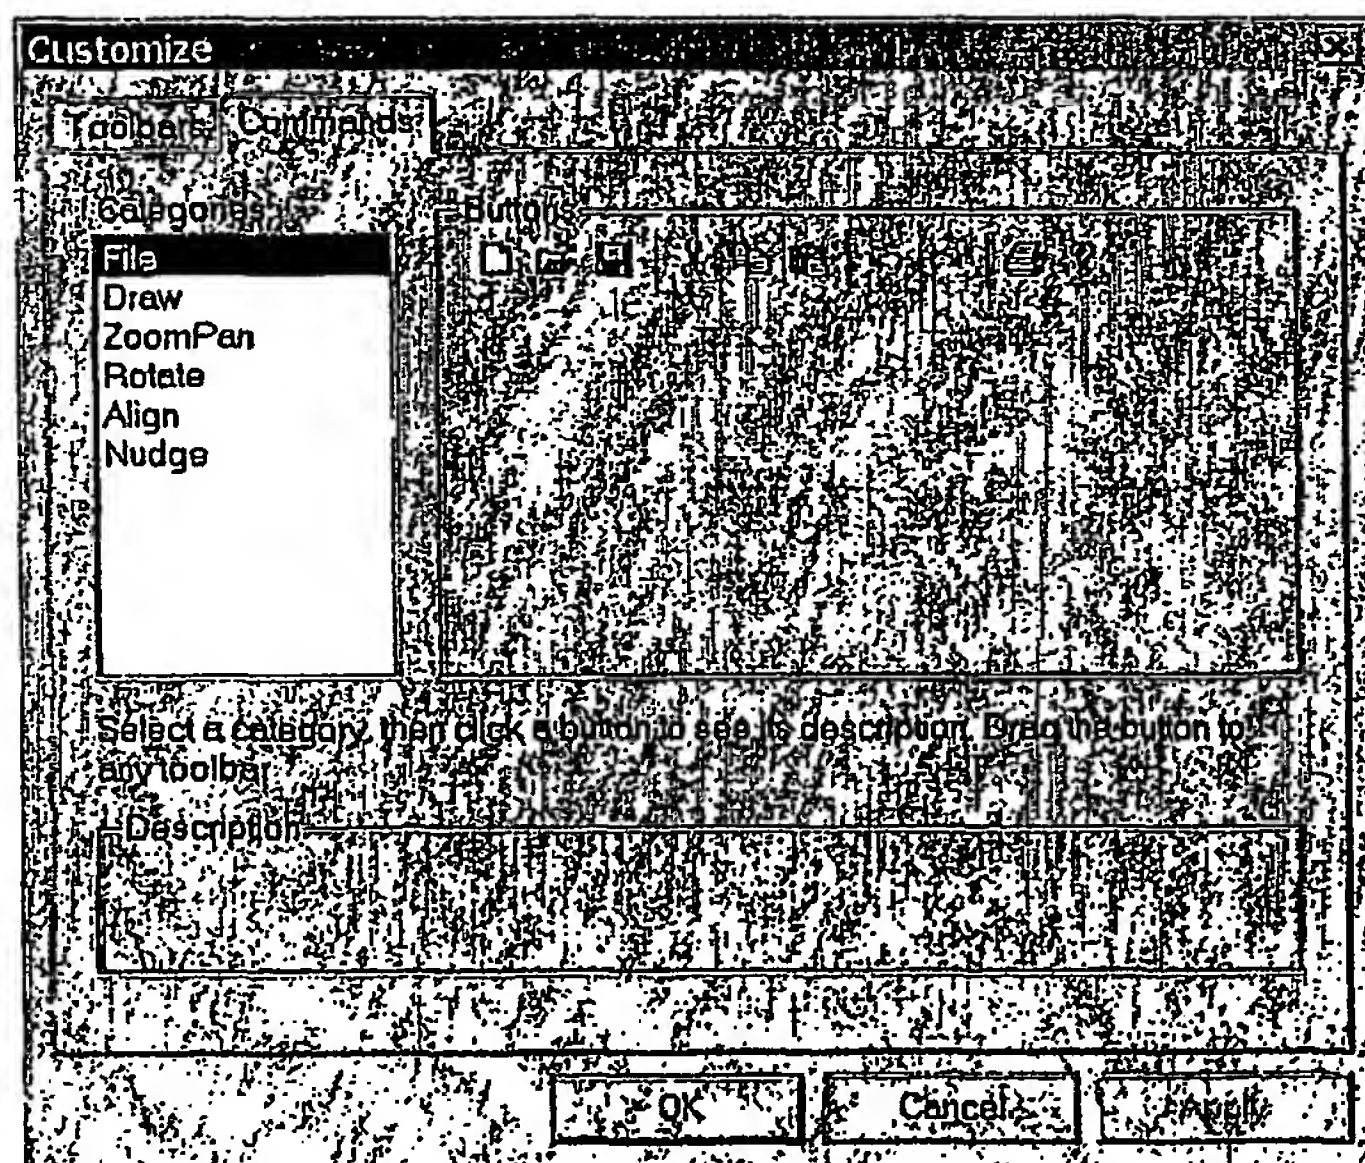 Customize
Toolbars Commands
Categories
Buttons
File
Draw
ZoomPan
Rotate
Align
Nudge
Select a category, then click a button to see its description. Drag the button to
any toolbar.
Description
OK Cancel Apply